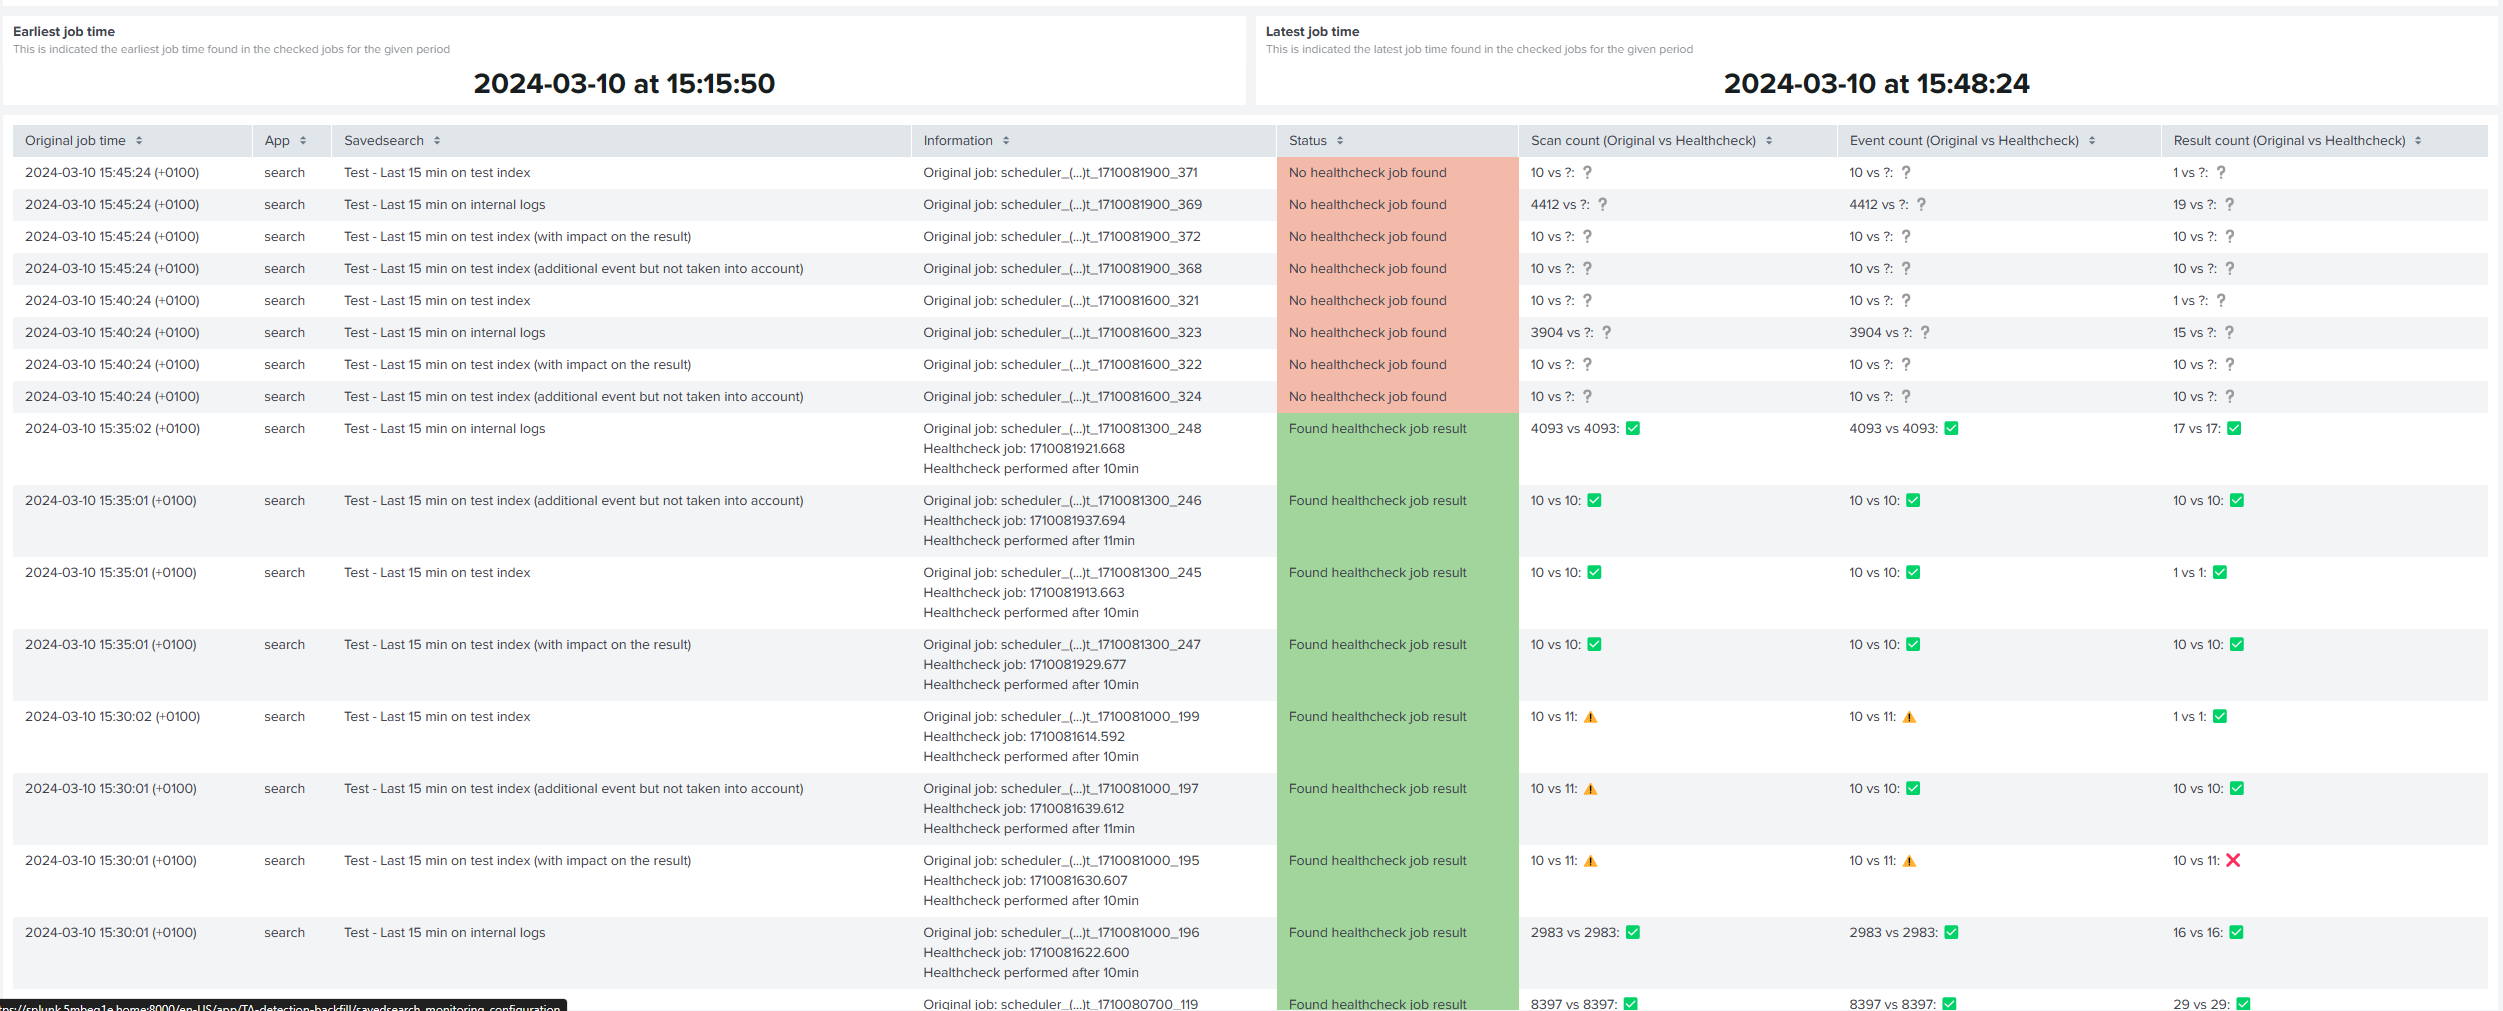 Earliest job time
This is indicated the earliest job time found in the checked jobs for the given period
2024-03-10 at 15:15:50
Latest job time
This is indicated the latest job time found in the checked jobs for the given period
2024-03-10 at 15:48:24
Original job time App Savedsearch Information Status Scan count (Original vs Healthcheck) Event count (Original vs Healthcheck) Result count (Original vs Healthcheck)
2024-03-10 15:45:24 (+0100) search Test - Last 15 min on test index Original job: scheduler_(...)t_1710081900_371 No healthcheck job found 10 vs ?: ❓ 10 vs ?: ❓ 1 vs ?: ❓
2024-03-10 15:45:24 (+0100) search Test - Last 15 min on internal logs Original job: scheduler_(...)t_1710081900_369 No healthcheck job found 4412 vs ?: ❓ 4412 vs ?: ❓ 19 vs ?: ❓
2024-03-10 15:45:24 (+0100) search Test - Last 15 min on test index (with impact on the result) Original job: scheduler_(...)t_1710081900_372 No healthcheck job found 10 vs ?: ❓ 10 vs ?: ❓ 10 vs ?: ❓
2024-03-10 15:45:24 (+0100) search Test - Last 15 min on test index (additional event but not taken into account) Original job: scheduler_(...)t_1710081900_368 No healthcheck job found 10 vs ?: ❓ 10 vs ?: ❓ 10 vs ?: ❓
2024-03-10 15:40:24 (+0100) search Test - Last 15 min on test index Original job: scheduler_(...)t_1710081600_321 No healthcheck job found 10 vs ?: ❓ 10 vs ?: ❓ 1 vs ?: ❓
2024-03-10 15:40:24 (+0100) search Test - Last 15 min on internal logs Original job: scheduler_(...)t_1710081600_323 No healthcheck job found 3904 vs ?: ❓ 3904 vs ?: ❓ 15 vs ?: ❓
2024-03-10 15:40:24 (+0100) search Test - Last 15 min on test index (with impact on the result) Original job: scheduler_(...)t_1710081600_322 No healthcheck job found 10 vs ?: ❓ 10 vs ?: ❓ 10 vs ?: ❓
2024-03-10 15:40:24 (+0100) search Test - Last 15 min on test index (additional event but not taken into account) Original job: scheduler_(...)t_1710081600_324 No healthcheck job found 10 vs ?: ❓ 10 vs ?: ❓ 10 vs ?: ❓
2024-03-10 15:35:02 (+0100) search Test - Last 15 min on internal logs Original job: scheduler_(...)t_1710081300_248 Found healthcheck job result 4093 vs 4093: ✅ 4093 vs 4093: ✅ 17 vs 17: ✅
Healthcheck job: 1710081921.668
Healthcheck performed after 10min
2024-03-10 15:35:01 (+0100) search Test - Last 15 min on test index (additional event but not taken into account) Original job: scheduler_(...)t_1710081300_246 Found healthcheck job result 10 vs 10: ✅ 10 vs 10: ✅ 10 vs 10: ✅
Healthcheck job: 1710081937.694
Healthcheck performed after 11min
2024-03-10 15:35:01 (+0100) search Test - Last 15 min on test index Original job: scheduler_(...)t_1710081300_245 Found healthcheck job result 10 vs 10: ✅ 10 vs 10: ✅ 1 vs 1: ✅
Healthcheck job: 1710081913.663
Healthcheck performed after 10min
2024-03-10 15:35:01 (+0100) search Test - Last 15 min on test index (with impact on the result) Original job: scheduler_(...)t_1710081300_247 Found healthcheck job result 10 vs 10: ✅ 10 vs 10: ✅ 10 vs 10: ✅
Healthcheck job: 1710081929.677
Healthcheck performed after 10min
2024-03-10 15:30:02 (+0100) search Test - Last 15 min on test index Original job: scheduler_(...)t_1710081000_199 Found healthcheck job result 10 vs 11: ⚠️ 10 vs 11: ⚠️ 1 vs 1: ✅
Healthcheck job: 1710081614.592
Healthcheck performed after 10min
2024-03-10 15:30:01 (+0100) search Test - Last 15 min on test index (additional event but not taken into account) Original job: scheduler_(...)t_1710081000_197 Found healthcheck job result 10 vs 11: ⚠️ 10 vs 10: ✅ 10 vs 10: ✅
Healthcheck job: 1710081639.612
Healthcheck performed after 11min
2024-03-10 15:30:01 (+0100) search Test - Last 15 min on test index (with impact on the result) Original job: scheduler_(...)t_1710081000_195 Found healthcheck job result 10 vs 11: ⚠️ 10 vs 11: ⚠️ 10 vs 11: ❌
Healthcheck job: 1710081630.607
Healthcheck performed after 10min
2024-03-10 15:30:01 (+0100) search Test - Last 15 min on internal logs Original job: scheduler_(...)t_1710081000_196 Found healthcheck job result 2983 vs 2983: ✅ 2983 vs 2983: ✅ 16 vs 16: ✅
Healthcheck job: 1710081622.600
Healthcheck performed after 10min
Original job: scheduler_(...)t_1710080700_119 Found healthcheck job result 8397 vs 8397: ✅ 8397 vs 8397: ✅ 29 vs 29: ✅